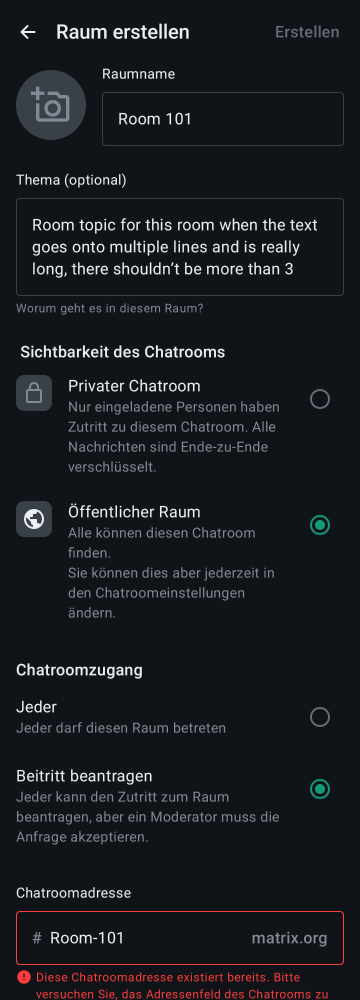 Raum erstellen
Erstellen
Raumname
Room 101
Thema (optional)
Room topic for this room when the text
goes onto multiple lines and is really
long, there shouldn’t be more than 3
Worum geht es in diesem Raum?
Sichtbarkeit des Chatrooms
Privater Chatroom
Nur eingeladene Personen haben
Zutritt zu diesem Chatroom. Alle
Nachrichten sind Ende-zu-Ende
verschlüsselt.
Öffentlicher Raum
Alle können diesen Chatroom
finden.
Sie können dies aber jederzeit in
den Chatroomeinstellungen
ändern.
Chatroomzugang
Jeder
Jeder darf diesen Raum betreten
Beitritt beantragen
Jeder kann den Zutritt zum Raum
beantragen, aber ein Moderator muss die
Anfrage akzeptieren.
Chatroomadresse
# Room-101 matrix.org
Diese Chatroomadresse existiert bereits. Bitte
versuchen Sie, das Adressenfeld des Chatrooms zu